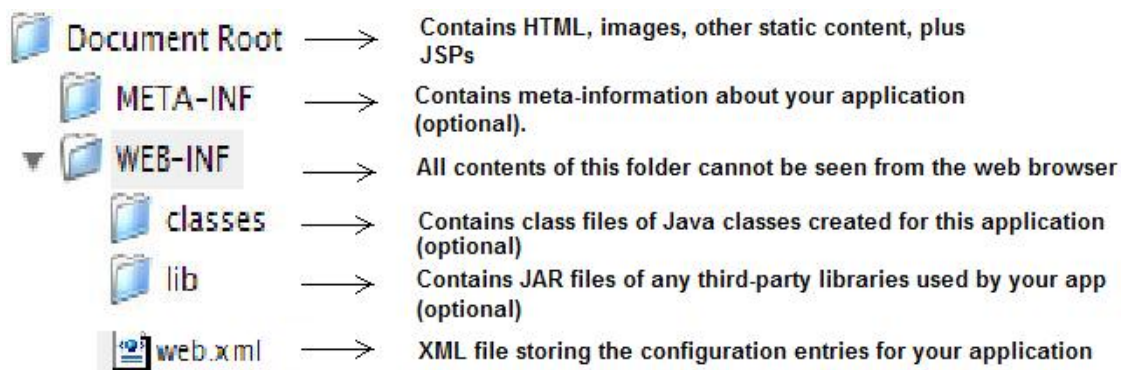 Document Root
Contains HTML, images, other static content, plus
JSPs
META-INF
Contains meta-information about your application
(optional).
WEB-INF
All contents of this folder cannot be seen from the web browser
classes
Contains class files of Java classes created for this application
(optional)
lib
Contains JAR files of any third-party libraries used by your app
(optional)
web.xml
XML file storing the configuration entries for your application